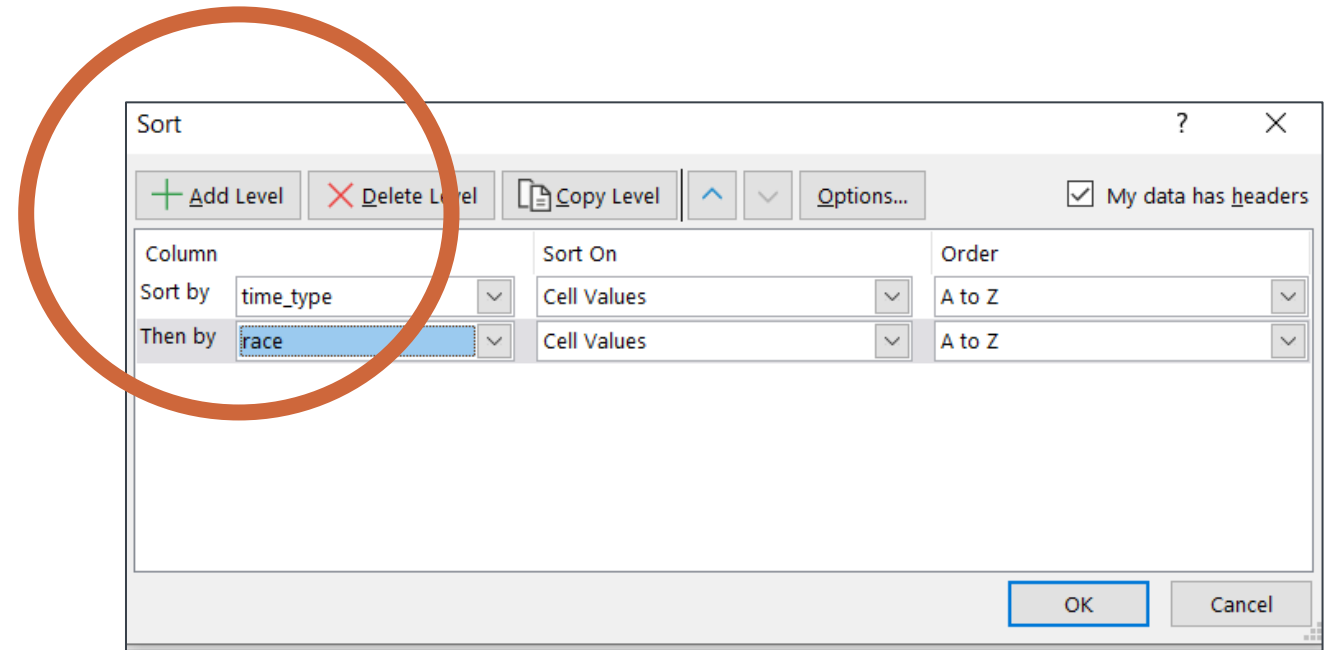 Sort ?
Add Level Delete Level Copy Level Options... My data has headers
Column Sort On Order
Sort by time_type Cell Values A to Z
Then by race Cell Values A to Z
OK Cancel